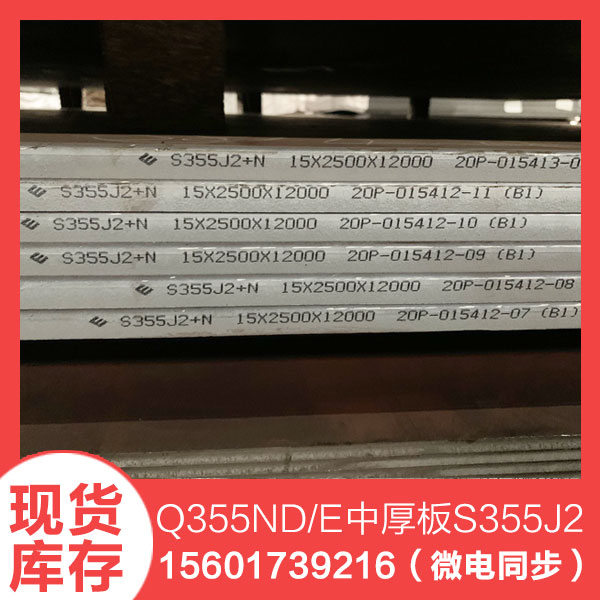 S355J2+N 15X2500X12000 20P-015413-0
S355J2+N 15X2500X12000 20P-015412-11 (B1)
S355J2+N 15X2500X12000 20P-015412-10 (B1)
S355J2+N 15X2500X12000 20P-015412-09 (B1)
S355J2+N 15X2500X12000 20P-015412-08
S355J2+N 15X2500X12000 20P-015412-07 (B1)
现货
库存
Q355ND/E中厚板S355J2
15601739216（微电同步）